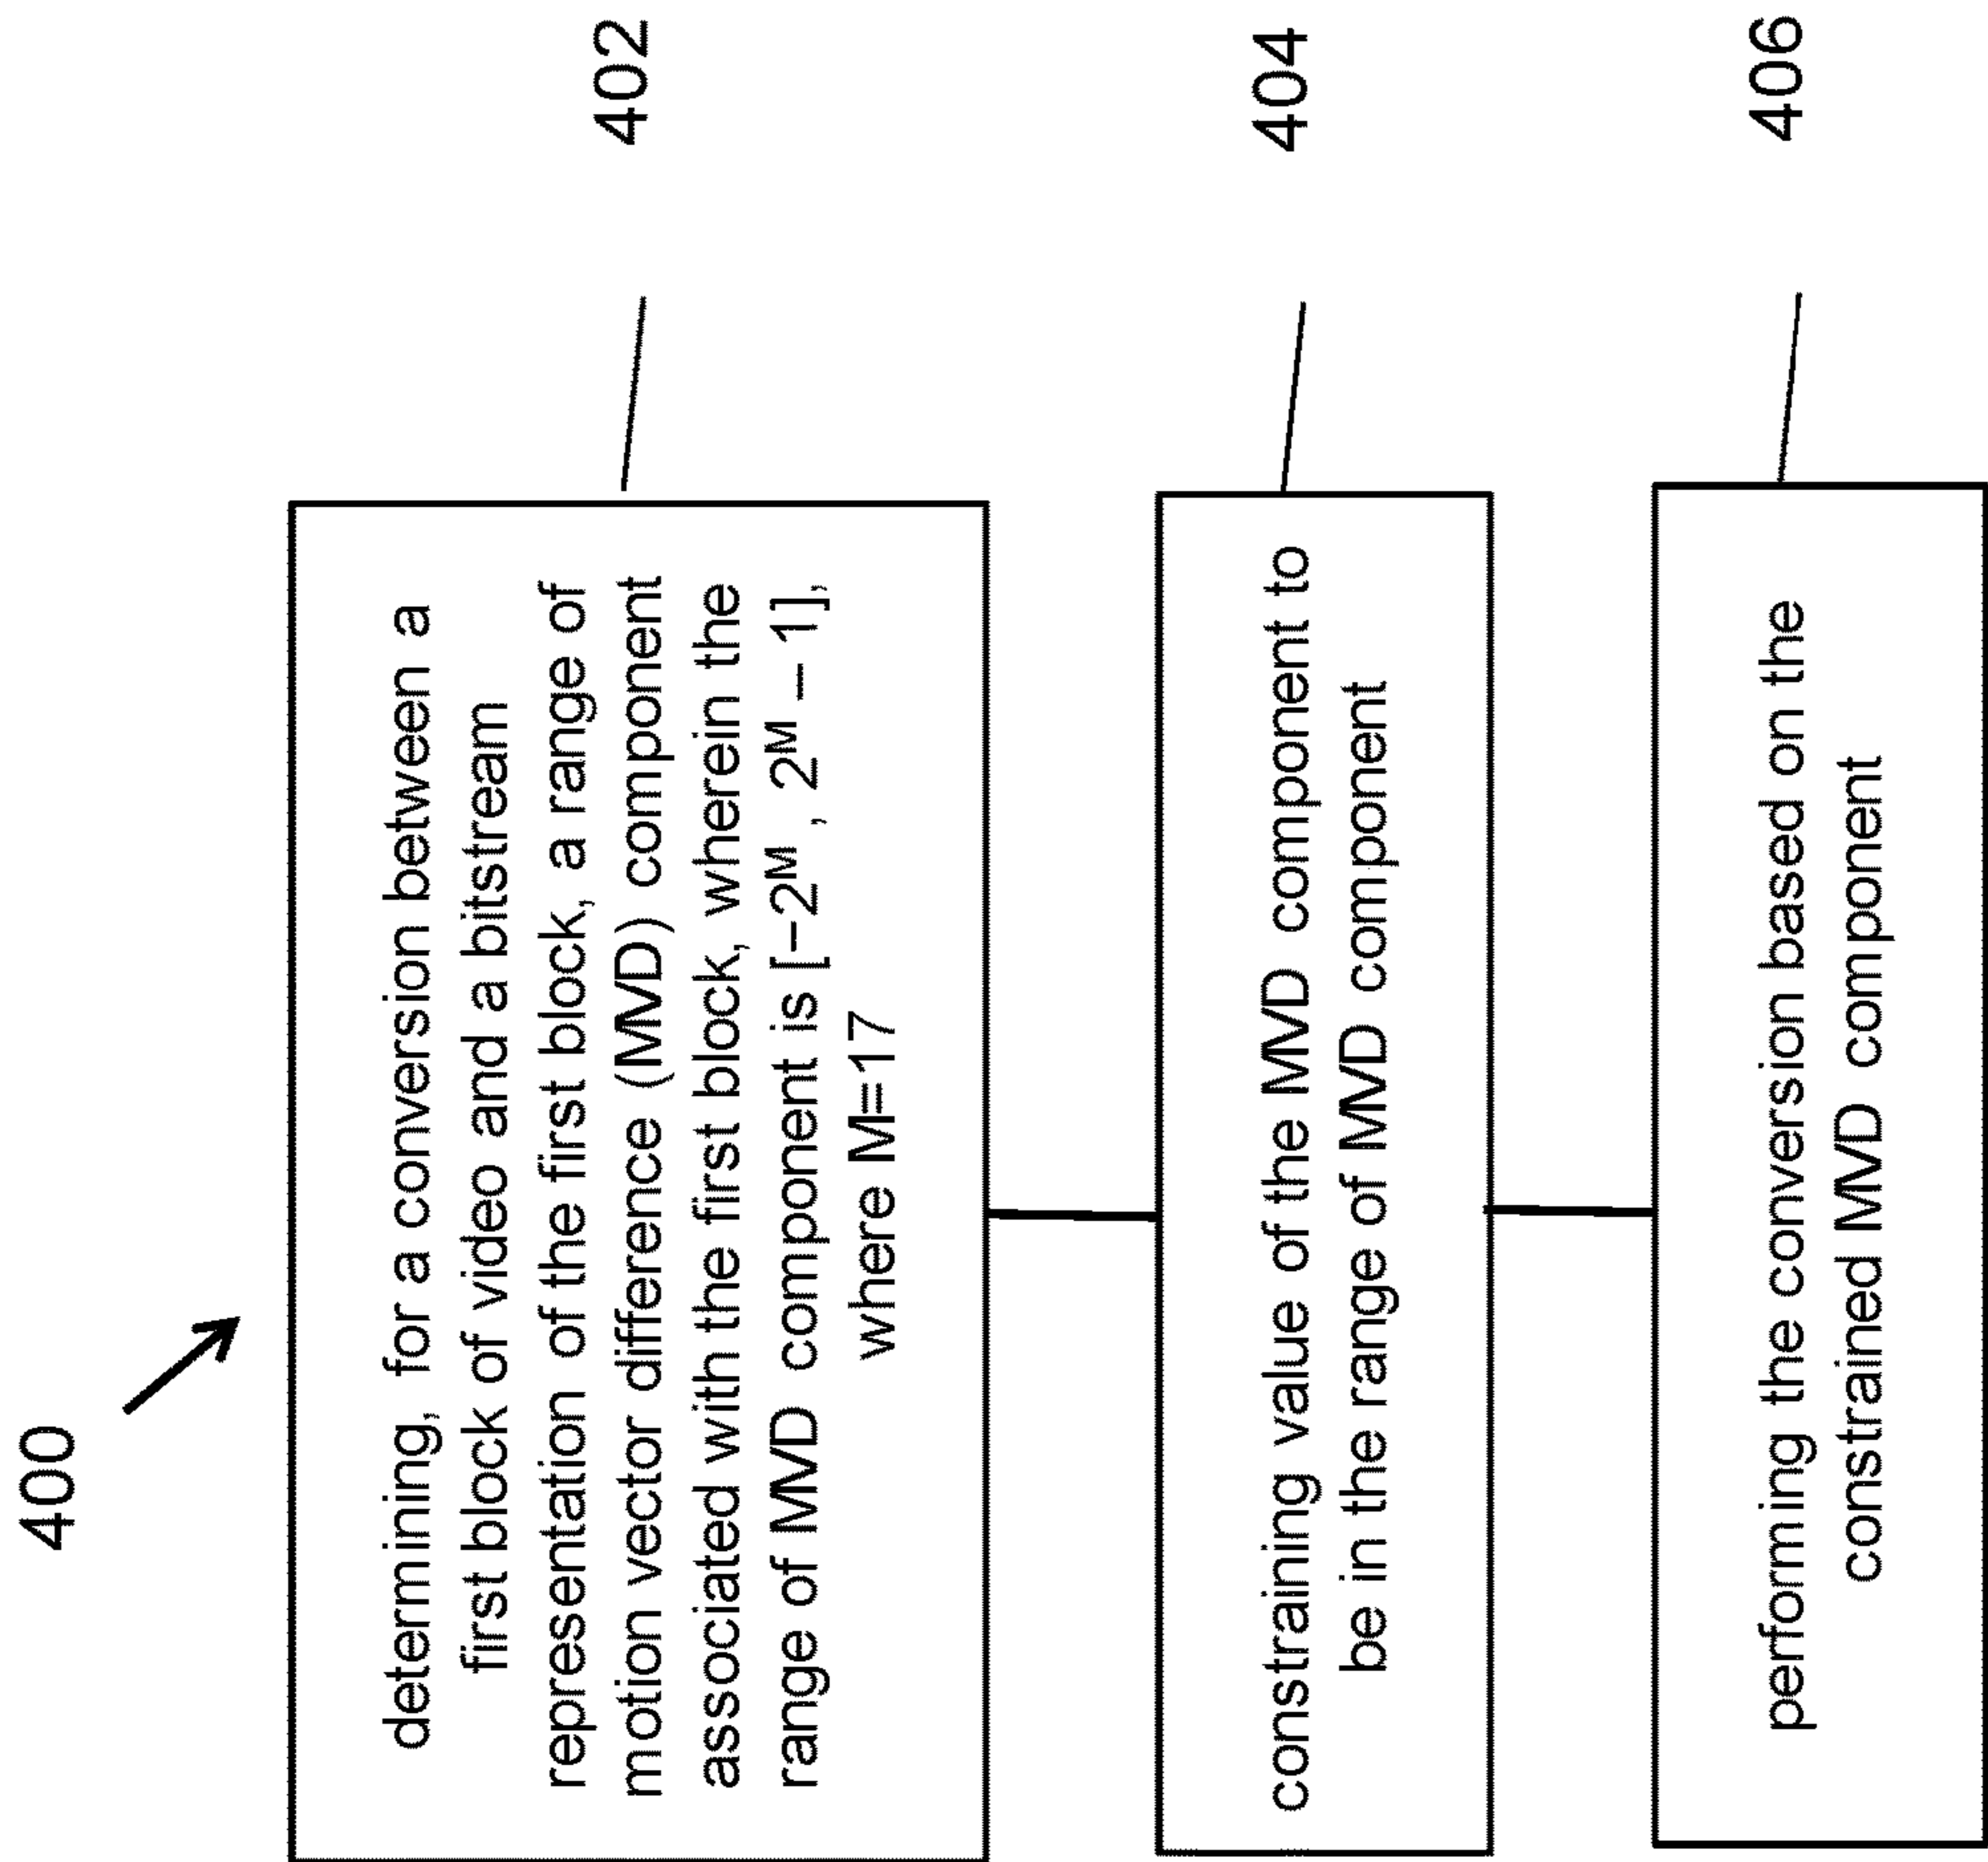 400
determining, for a conversion between a
first block of video and a bitstream
representation of the first block, a range of
motion vector difference (MVD) component
associated with the first block, wherein the
range of MVD component is [−2ᴹ , 2ᴹ – 1],
where M=17
402
constraining value of the MVD component to
be in the range of MVD component
404
performing the conversion based on the
constrained MVD component
406